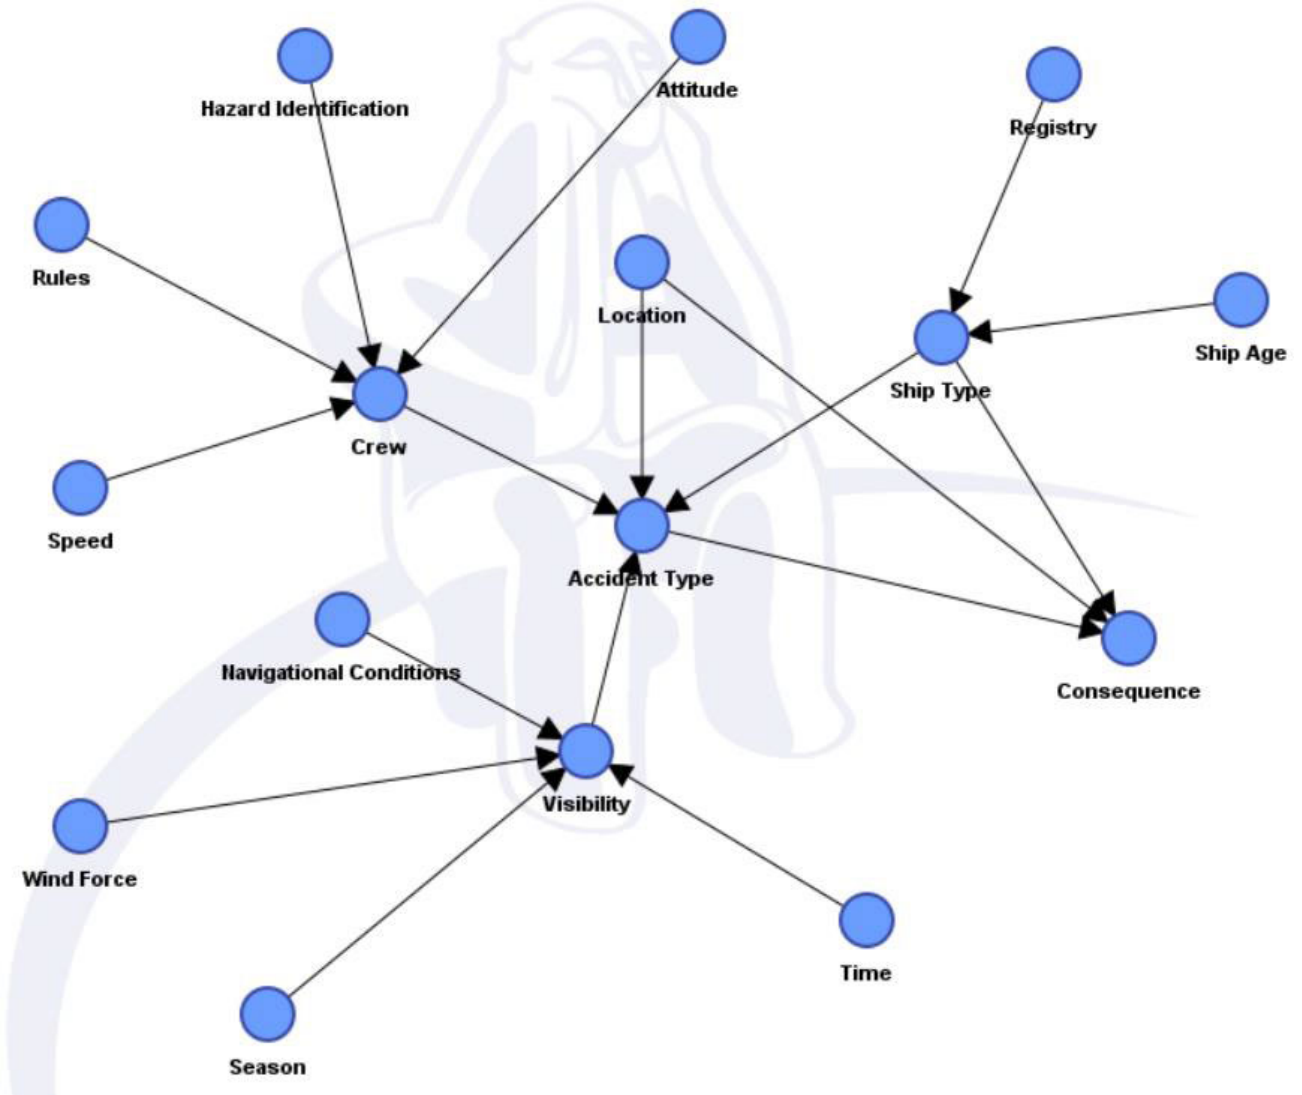 Attitude
Hazard Identification
Registry
Rules
Location
Ship Age
Ship Type
Crew
Speed
Accident Type
Navigational Conditions
Consequence
Visibility
Wind Force
Time
Season